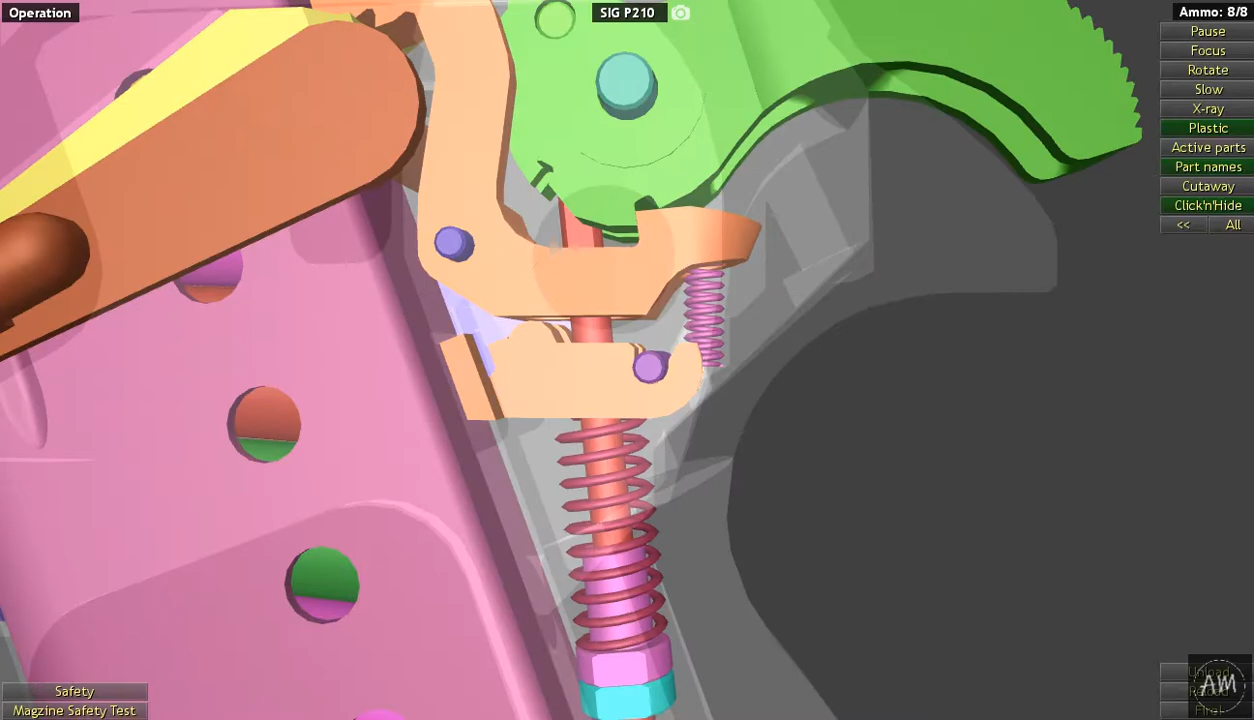 Operation
SIG P210
Ammo: 8/8
Pause
Focus
Rotate
Slow
X-ray
Plastic
Active parts
Part names
Cutaway
Click'n'Hide
<< All
Safety
Magzine Safety Test
AM